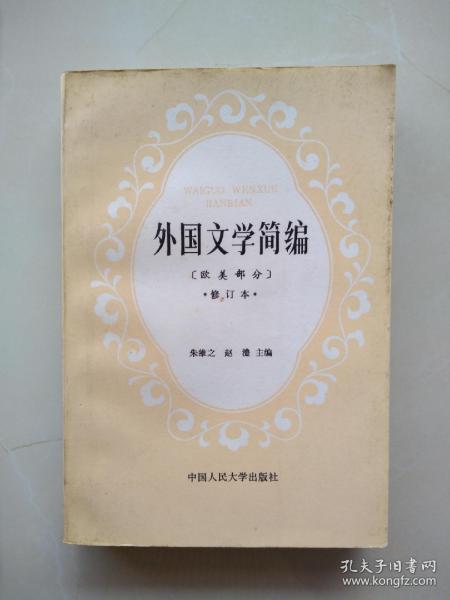 WAIGUO WENXUE
JIANBIAN
外国文学简编
〔欧美部分〕
*修订本*
朱维之 赵澧 主编
中国人民大学出版社
孔夫子旧书网
www.kongfz.com